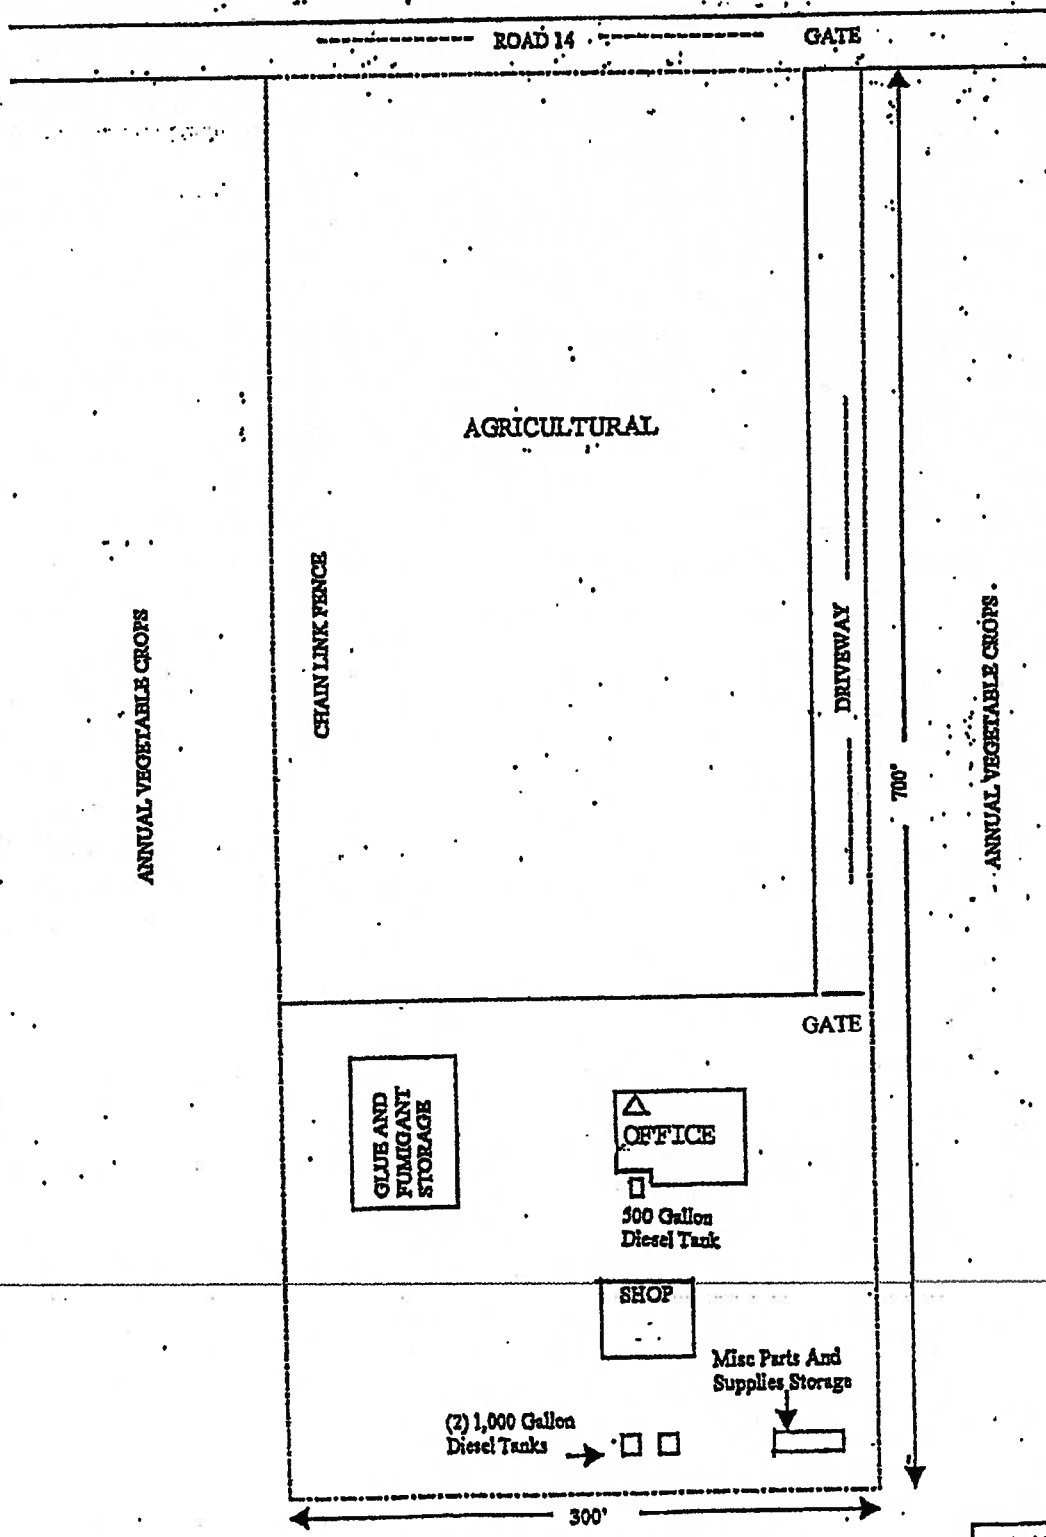 ROAD 14
GATE
AGRICULTURAL
CHAIN LINK FENCE
ANNUAL VEGETABLE CROPS
DRIVEWAY
700'
ANNUAL VEGETABLE CROPS
GATE
GLUE AND
FUMIGANT
STORAGE
OFFICE
500 Gallon
Diesel Tank
SHOP
Misc Parts And
Supplies Storage
(2) 1,000 Gallon
Diesel Tanks
300'